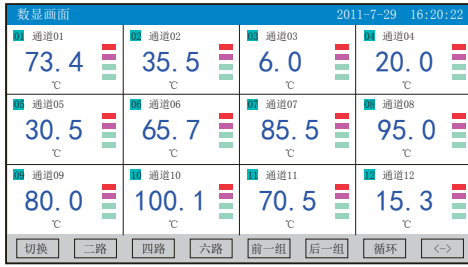 数显画面 2011-7-29 16:20:22
01 通道01 02 通道02 03 通道03 04 通道04
73.4 35.5 6.0 20.0
℃ ℃ ℃ ℃
05 通道05 06 通道06 07 通道07 08 通道08
30.5 65.7 85.5 95.0
℃ ℃ ℃ ℃
09 通道09 10 通道10 11 通道11 12 通道12
80.0 100.1 70.5 15.3
℃ ℃ ℃ ℃
切换 二路 四路 六路 前一组 后一组 循环 <->